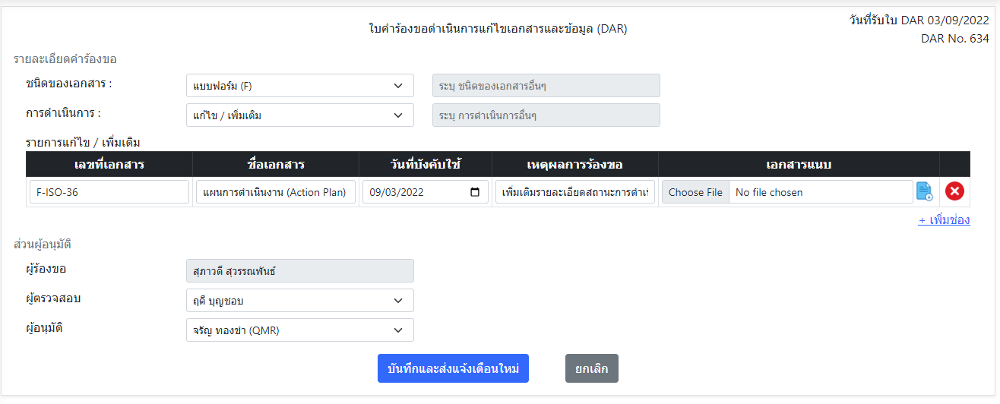 วันที่รับใบ DAR 03/09/2022
ใบคำร้องขอดำเนินการแก้ไขเอกสารและข้อมูล (DAR)
DAR No. 634
รายละเอียดคำร้องขอ
ชนิดของเอกสาร : แบบฟอร์ม (F) ระบุ ชนิดของเอกสารอื่นๆ
การดำเนินการ : แก้ไข / เพิ่มเติม ระบุ การดำเนินการอื่นๆ
รายการแก้ไข / เพิ่มเติม
เลขที่เอกสาร ชื่อเอกสาร วันที่บังคับใช้ เหตุผลการร้องขอ เอกสารแนบ
F-ISO-36 แผนการดำเนินงาน (Action Plan) 09/03/2022 เพิ่มเติมรายละเอียดสถานะการดำเนิ Choose File No file chosen
+ เพิ่มช่อง
ส่วนผู้อนุมัติ
ผู้ร้องขอ สุภาวดี สุวรรณพันธ์
ผู้ตรวจสอบ ฤดี บุญชอบ
ผู้อนุมัติ จรัญ ทองขำ (QMR)
บันทึกและส่งแจ้งเตือนใหม่ ยกเลิก